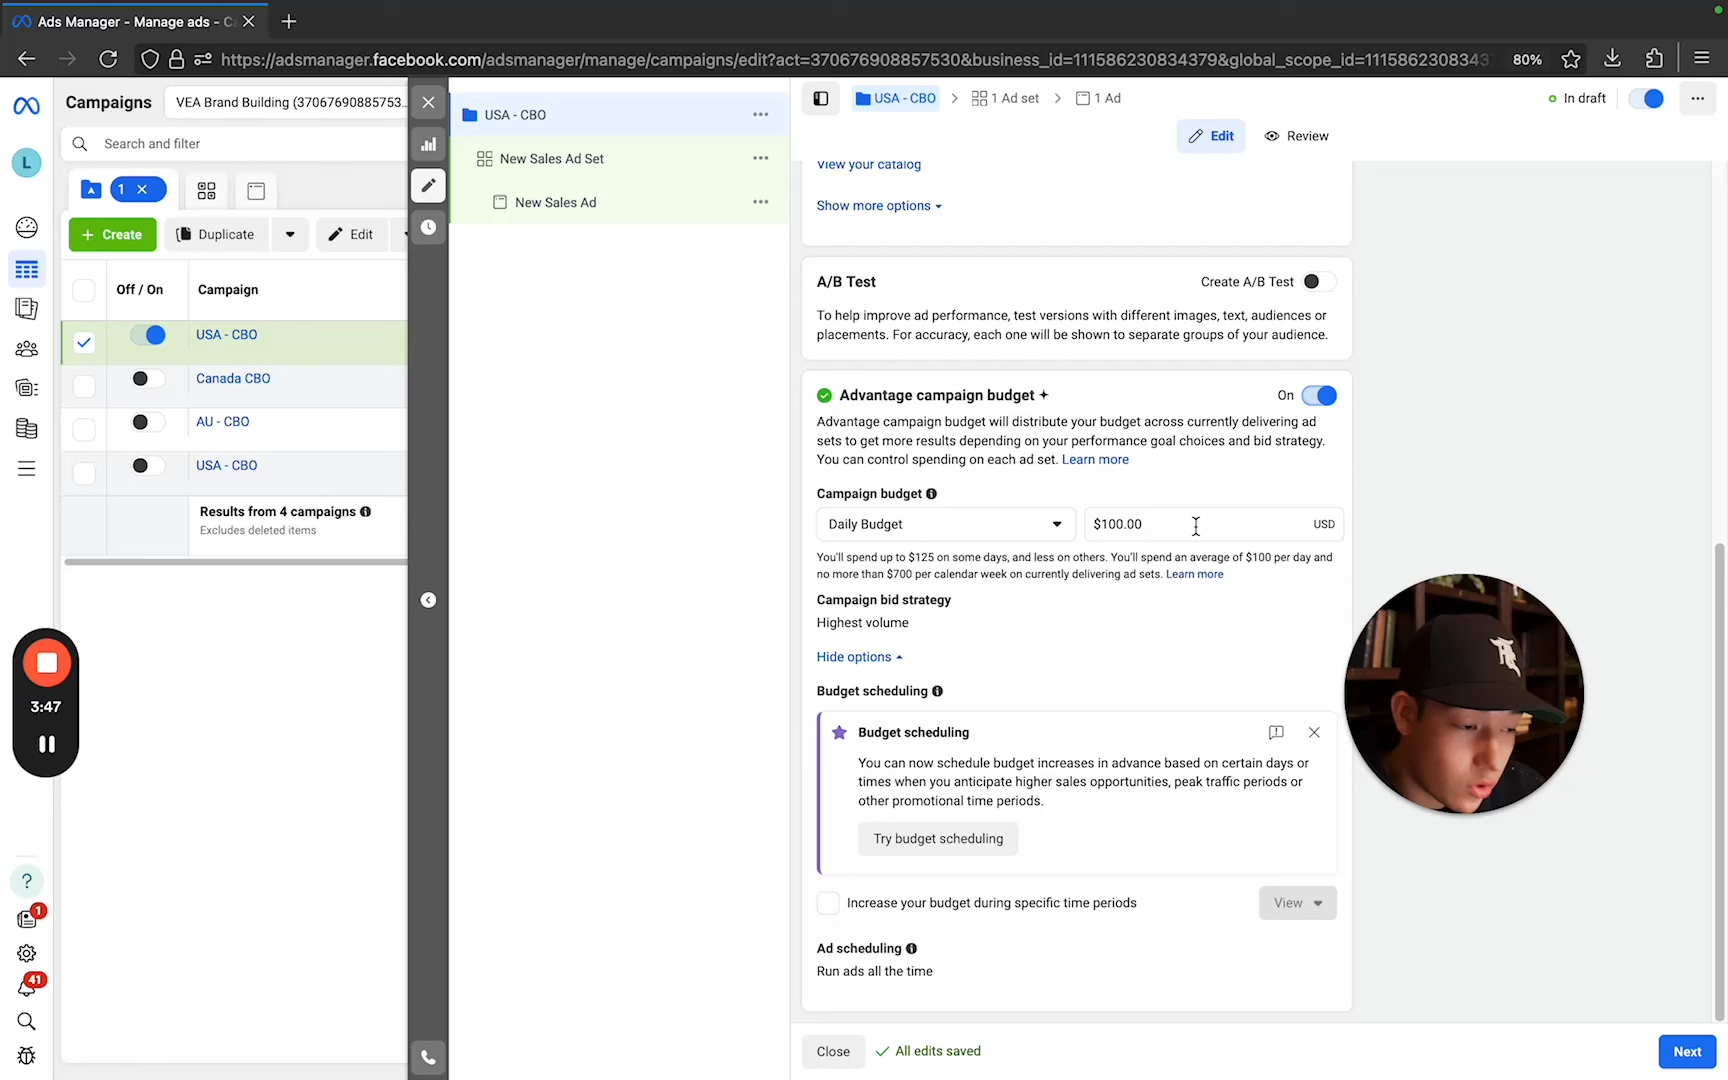 Ads Manager - Manage ads - C
https://adsmanager.facebook.com/adsmanager/manage/campaigns/edit?act=370676908857530&business_id=111586230834379&global_scope_id=11158623083437
80%
Campaigns
VEA Brand Building (37067690885753...
USA - CBO
USA - CBO
1 Ad set
1 Ad
In draft
Search and filter
Edit
Review
L
New Sales Ad Set
View your catalog
1
New Sales Ad
Show more options
+ Create
Duplicate
Edit
Off / On
Campaign
A/B Test
Create A/B Test
To help improve ad performance, test versions with different images, text, audiences or
placements. For accuracy, each one will be shown to separate groups of your audience.
USA - CBO
Canada CBO
AU - CBO
USA - CBO
Results from 4 campaigns
Excludes deleted items
Advantage campaign budget
On
Advantage campaign budget will distribute your budget across currently delivering ad
sets to get more results depending on your performance goal choices and bid strategy.
You can control spending on each ad set. Learn more
Campaign budget
Daily Budget
$100.00
USD
You'll spend up to $125 on some days, and less on others. You'll spend an average of $100 per day and
no more than $700 per calendar week on currently delivering ad sets. Learn more
Campaign bid strategy
Highest volume
Hide options
Budget scheduling
Budget scheduling
You can now schedule budget increases in advance based on certain days or
times when you anticipate higher sales opportunities, peak traffic periods or
other promotional time periods.
Try budget scheduling
Increase your budget during specific time periods
View
Ad scheduling
Run ads all the time
3:47
?
1
41
Close
All edits saved
Next